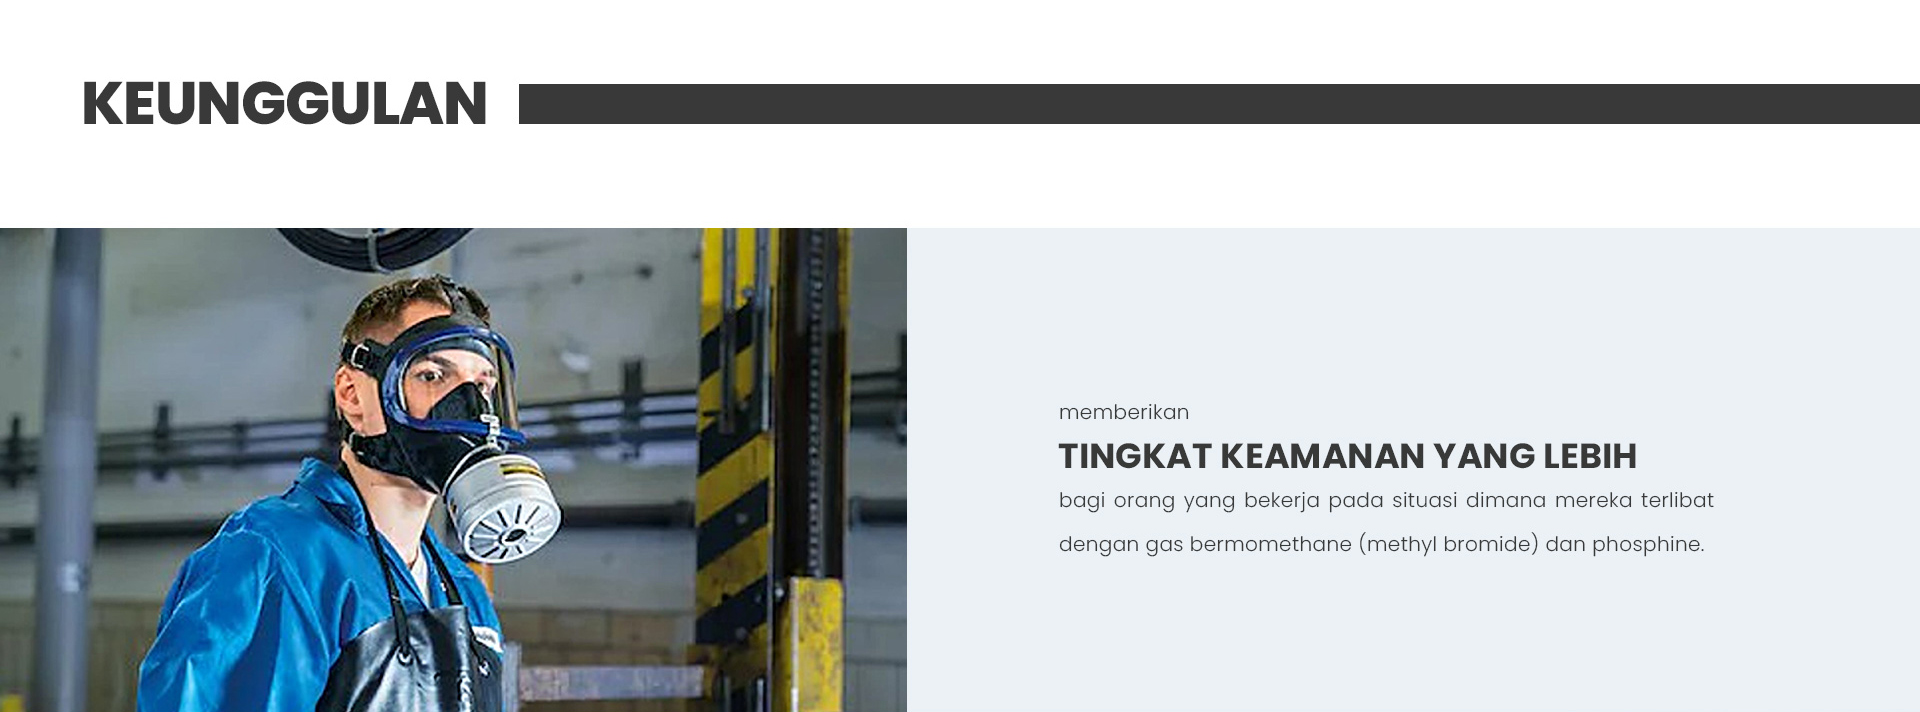 KEUNGGULAN
memberikan
TINGKAT KEAMANAN YANG LEBIH
bagi orang yang bekerja pada situasi dimana mereka terlibat
dengan gas bermomethane (methyl bromide) dan phosphine.